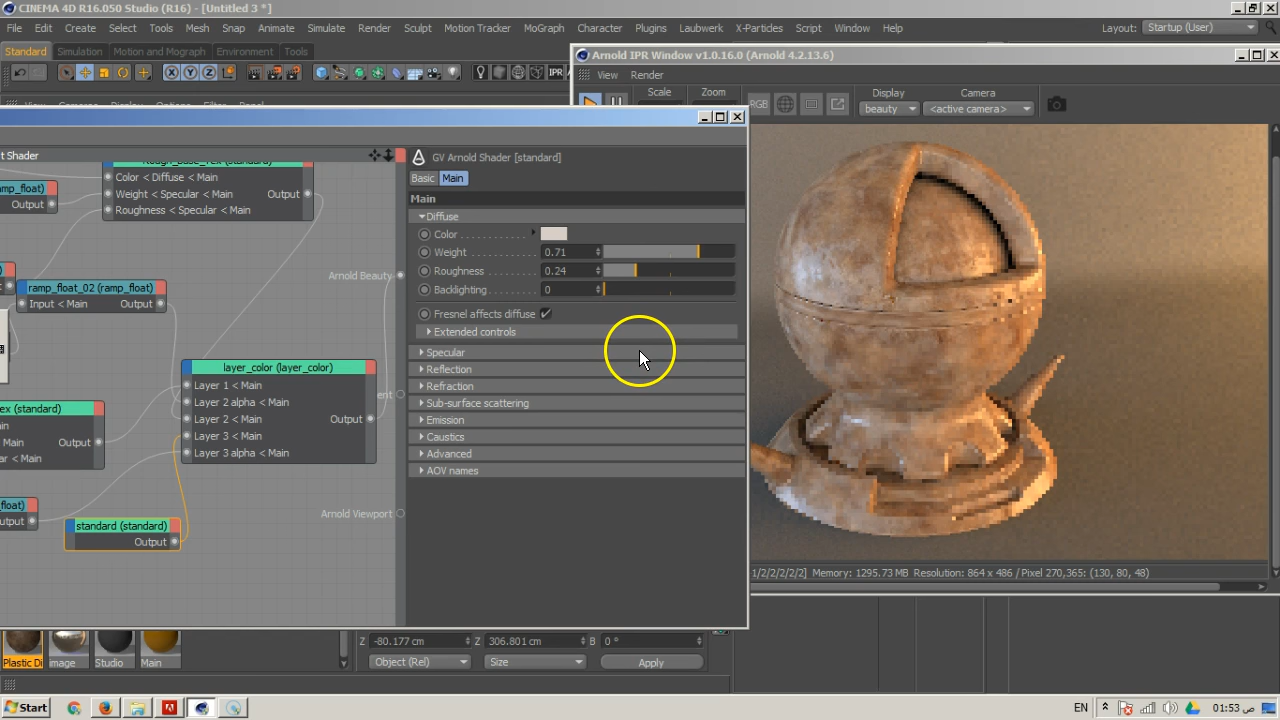 CINEMA 4D R16.050 Studio (R16) - [Untitled 3 *]
File Edit Create Select Tools Mesh Snap Animate Simulate Render Sculpt Motion Tracker MoGraph Character Plugins Laubwerk X-Particles Script Window Help
Layout: Startup (User)
Standard Simulation Motion and Mograph Environment Tools
Arnold IPR Window v1.0.16.0 (Arnold 4.2.13.6)
View Render
IPR
Scale Zoom Display Camera
RGB beauty <active camera>
t Shader
Color < Diffuse < Main
Weight < Specular < Main Output
Roughness < Specular < Main
mp_float)
Output
Arnold Beauty
ramp_float_02 (ramp_float)
Input < Main Output
layer_color (layer_color)
Layer 1 < Main
Layer 2 alpha < Main
Layer 2 < Main Output
Layer 3 < Main
Layer 3 alpha < Main
ex (standard)
Main Output
ar < Main
Arnold Viewport
standard (standard)
Output
GV Arnold Shader [standard]
Basic Main
Main
Diffuse
Color
Weight 0.71
Roughness 0.24
Backlighting 0
Fresnel affects diffuse
Extended controls
Specular
Reflection
Refraction
Sub-surface scattering
Emission
Caustics
Advanced
AOV names
1/2/2/2/2/2] Memory: 1295.73 MB Resolution: 864 x 486 / Pixel 270,365: (130, 80, 48)
Z -80.177 cm Z 306.801 cm B 0 °
Object (Rel) Size Apply
Plastic Di image Studio Main
Start
EN 01:53 ص